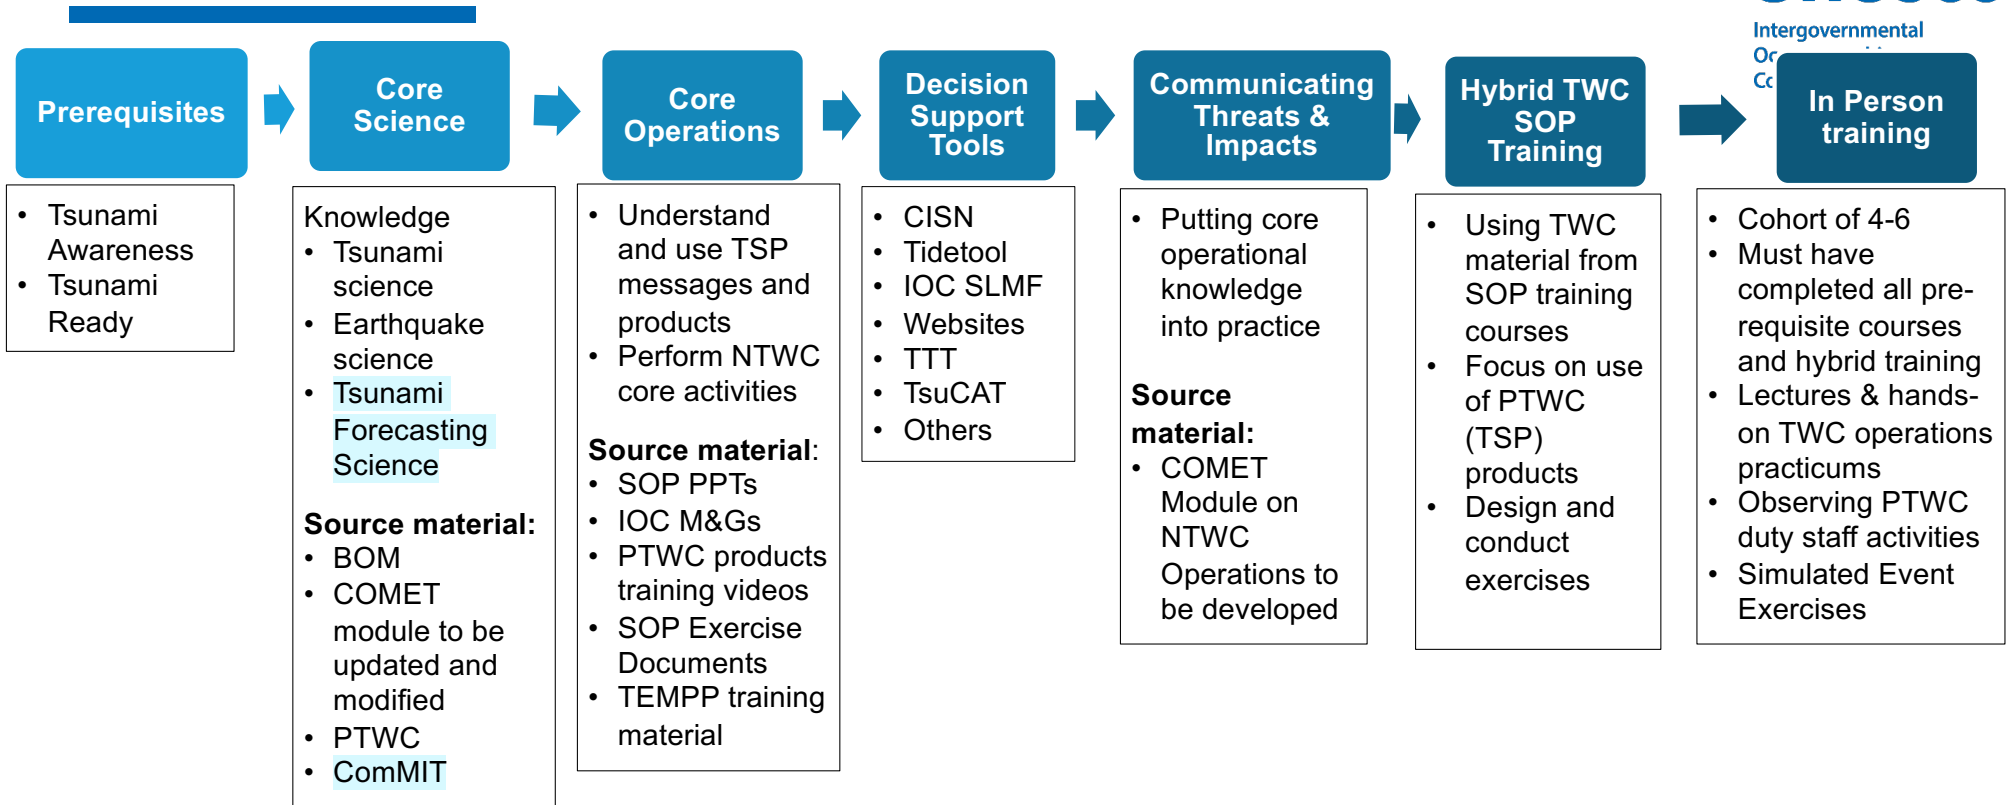 Intergovernmental
Prerequisites
Core
Science
Core
Operations
Decision
Support
Tools
Communicating
Threats &
Impacts
Hybrid TWC
SOP
Training
In Person
training
• Tsunami
Awareness
• Tsunami
Ready
Knowledge
• Tsunami
science
• Earthquake
science
• Tsunami
Forecasting
Science
Source material:
• BOM
• COMET
module to be
updated and
modified
• PTWC
• ComMIT
• Understand
and use TSP
messages and
products
• Perform NTWC
core activities
Source material:
• SOP PPTs
• IOC M&Gs
• PTWC products
training videos
• SOP Exercise
Documents
• TEMPP training
material
• CISN
• Tidetool
• IOC SLMF
• Websites
• TTT
• TsuCAT
• Others
• Putting core
operational
knowledge
into practice
Source
material:
• COMET
Module on
NTWC
Operations to
be developed
• Using TWC
material from
SOP training
courses
• Focus on use
of PTWC
(TSP)
products
• Design and
conduct
exercises
• Cohort of 4-6
• Must have
completed all pre-
requisite courses
and hybrid training
• Lectures & hands-
on TWC operations
practicums
• Observing PTWC
duty staff activities
• Simulated Event
Exercises